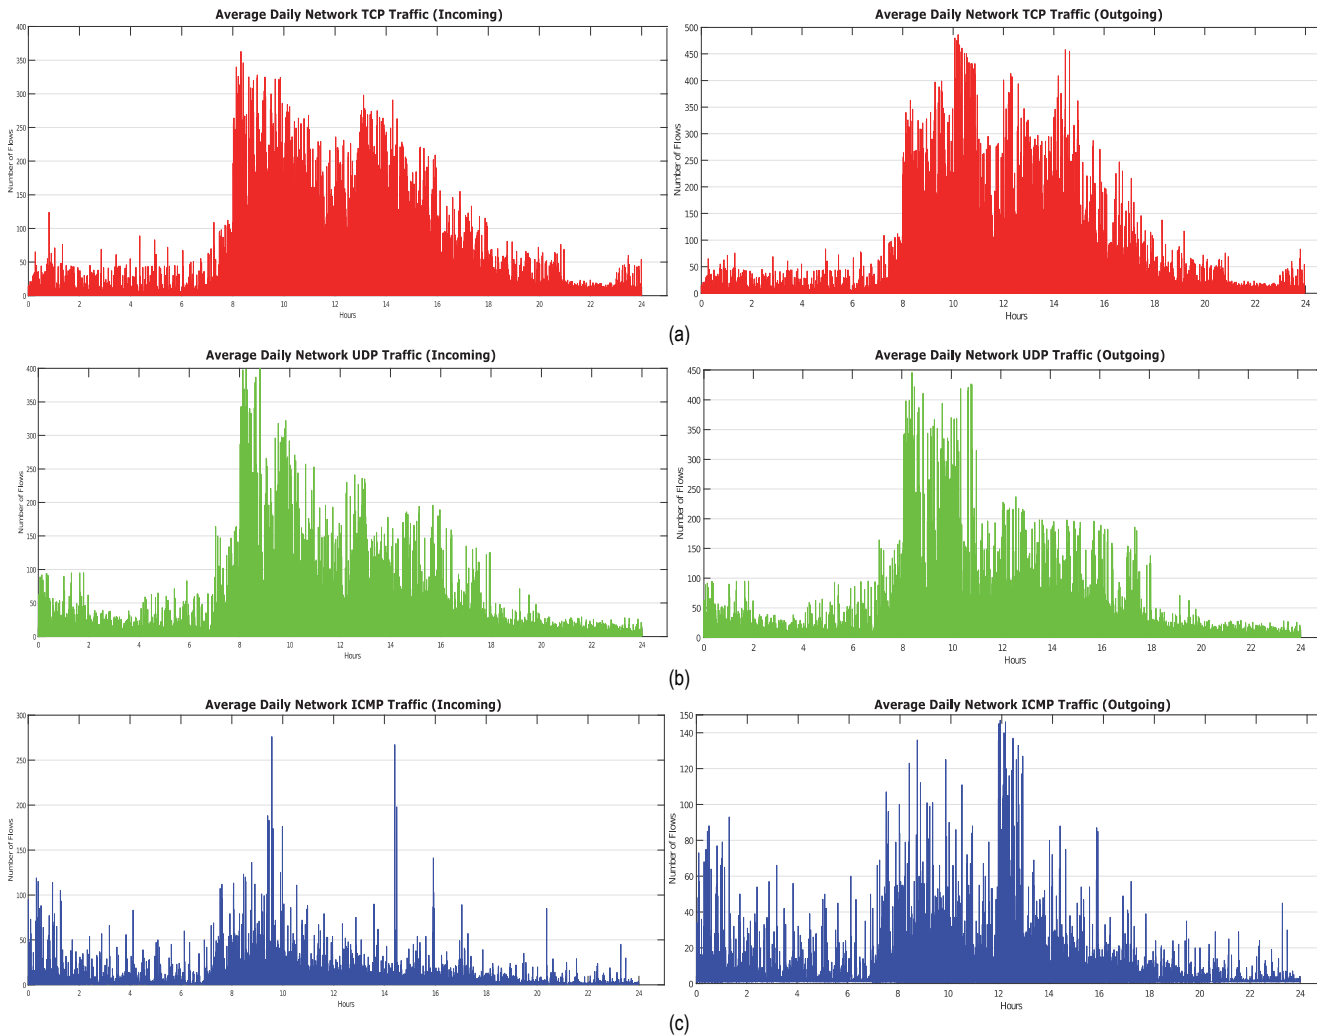 Average Daily Network TCP Traffic (Incoming)
Number of Flows
400
350
300
250
200
150
100
50
0
0 2 4 6 8 10 12 14 16 18 20 22 24
Hours
Average Daily Network TCP Traffic (Outgoing)
Number of Flows
500
450
400
350
300
250
200
150
100
50
0
0 2 4 6 8 10 12 14 16 18 20 22 24
Hours
(a)
Average Daily Network UDP Traffic (Incoming)
Number of Flows
400
350
300
250
200
150
100
50
0
0 2 4 6 8 10 12 14 16 18 20 22 24
Hours
Average Daily Network UDP Traffic (Outgoing)
Number of Flows
450
400
350
300
250
200
150
100
50
0
0 2 4 6 8 10 12 14 16 18 20 22 24
Hours
(b)
Average Daily Network ICMP Traffic (Incoming)
Number of Flows
300
250
200
150
100
50
0
0 2 4 6 8 10 12 14 16 18 20 22 24
Hours
Average Daily Network ICMP Traffic (Outgoing)
Number of Flows
150
140
120
100
80
60
40
20
0
0 2 4 6 8 10 12 14 16 18 20 22 24
Hours
(c)